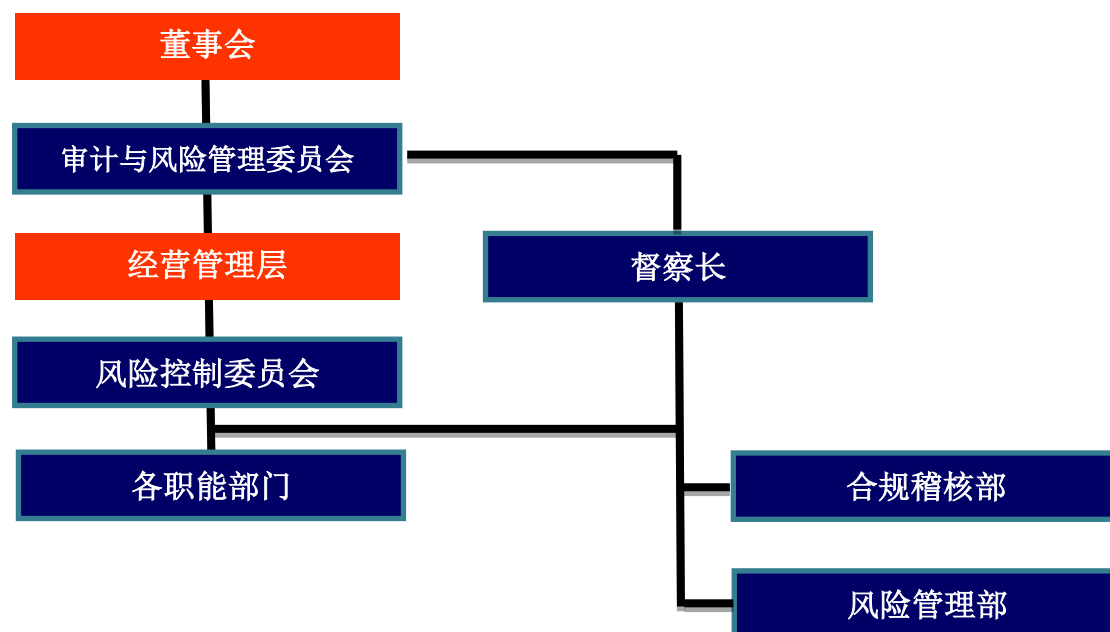 董事会
审计与风险管理委员会
经营管理层
督察长
风险控制委员会
各职能部门
合规稽核部
风险管理部